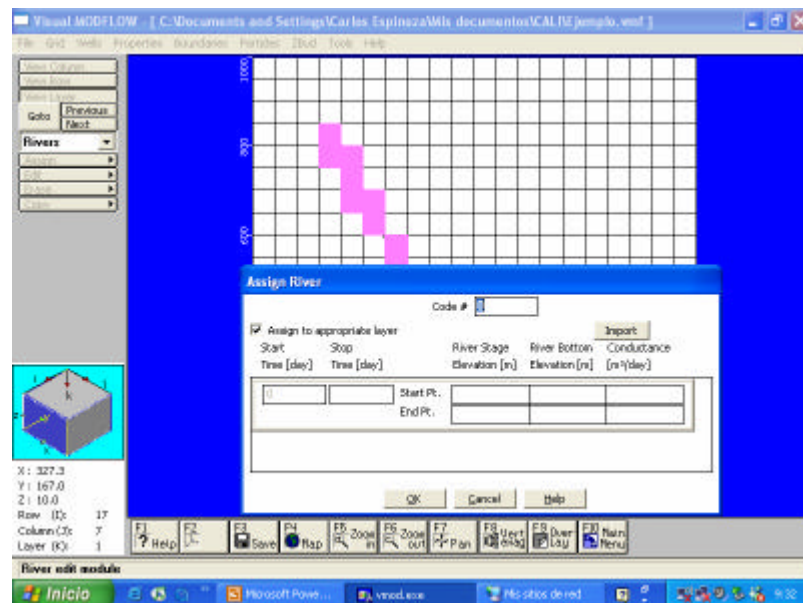 Visual MODFLOW - [ C:\Documents and Settings\Carlos Espinoza\Mis documentos\CALI\Ejemplo.vmf ]
File Grid Wells Properties Boundaries Particles ZBud Tools Help
View Column
View Row
View Layer
Goto
Previous
Next
Rivers
Assign
Edit
Erase
Copy
1000
800
600
Assign River
Code #
Assign to appropriate layer
Import
Start Stop River Stage River Bottom Conductance
Time [day] Time [day] Elevation [m] Elevation [m] [m²/day]
0
Start Pt.
End Pt.
OK Cancel Help
X: 327.3
Y: 167.0
Z: 10.0
Row (I): 17
Column (J): 7
Layer (K): 1
F1 Help F2 F3 Save F4 Map F5 Zoom in F6 Zoom out F7 Pan F8 Vert exag F9 Over lay F10 Main Menu
River edit module
Inicio Microsoft Powe... vmod.exe Mis sitios de red 9:32